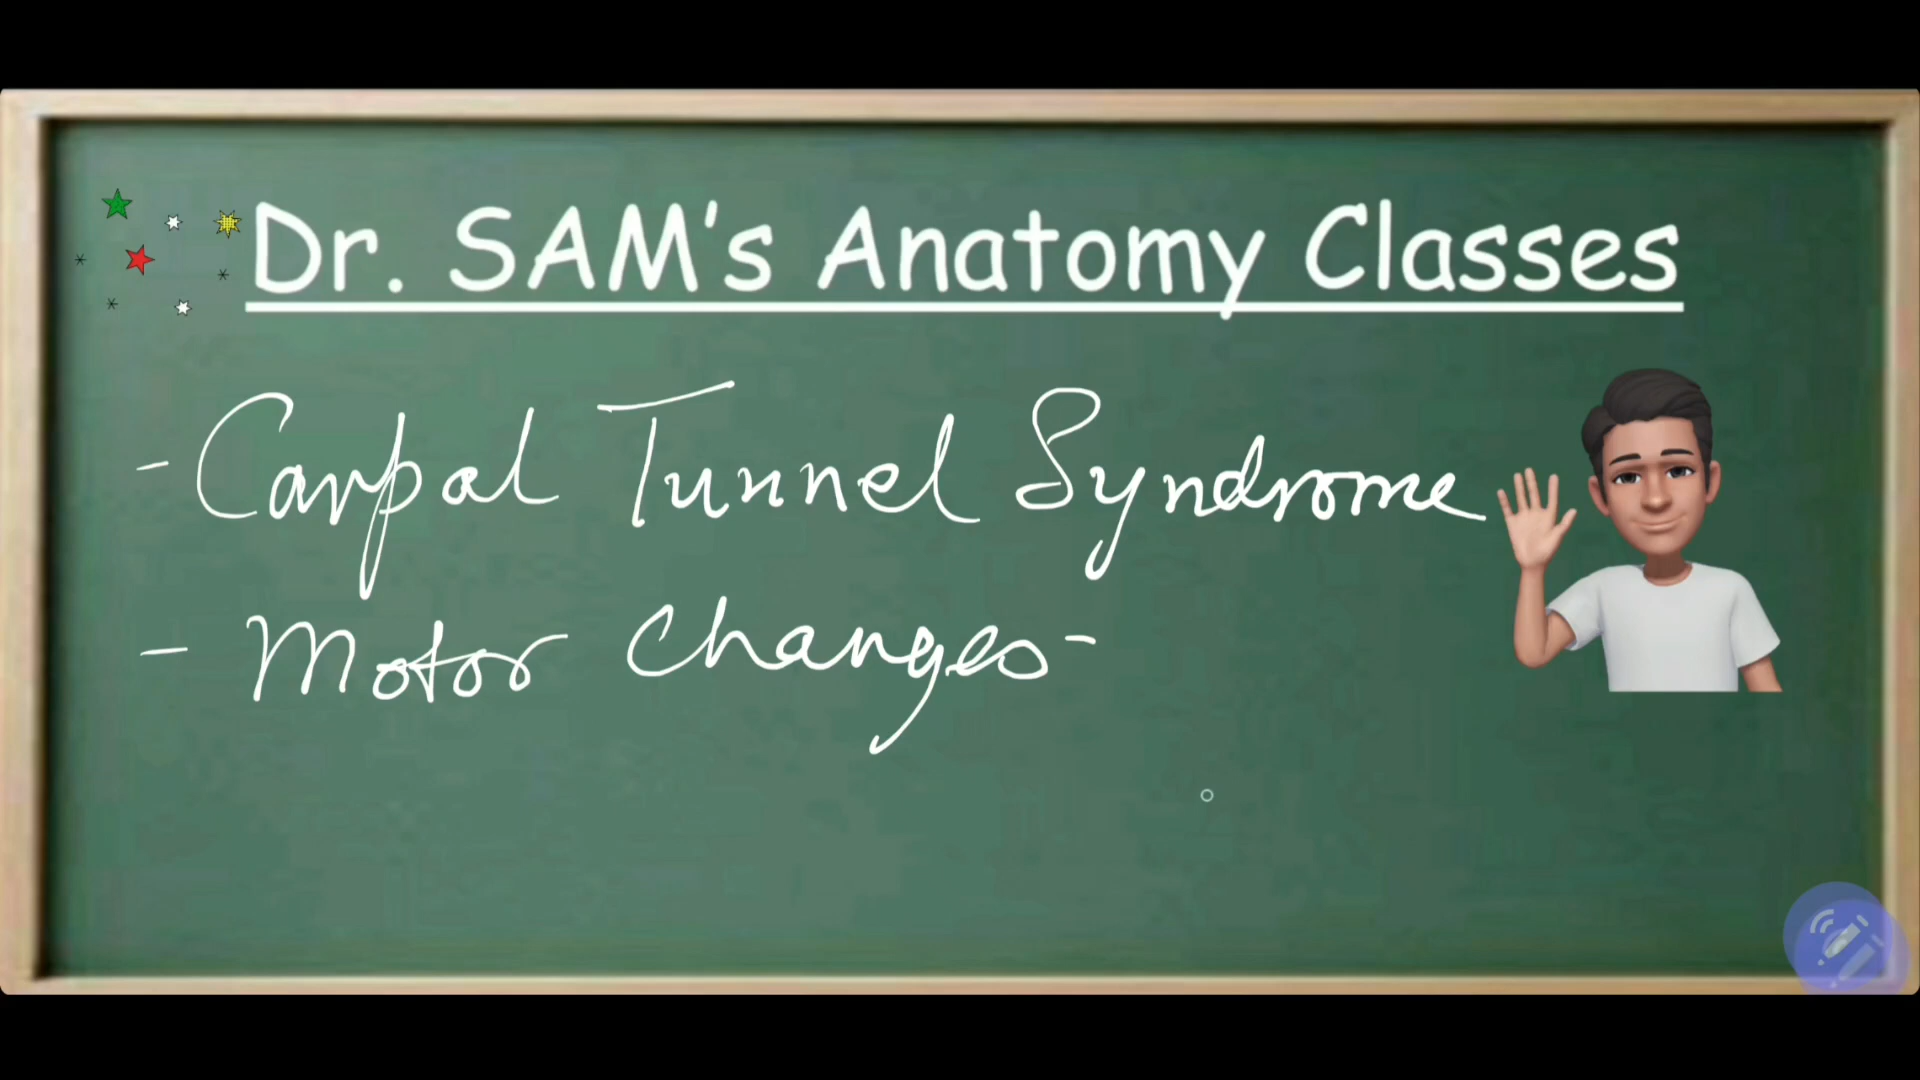 Dr. SAM's Anatomy Classes
- Carpal Tunnel Syndrome
- Motor Changes -